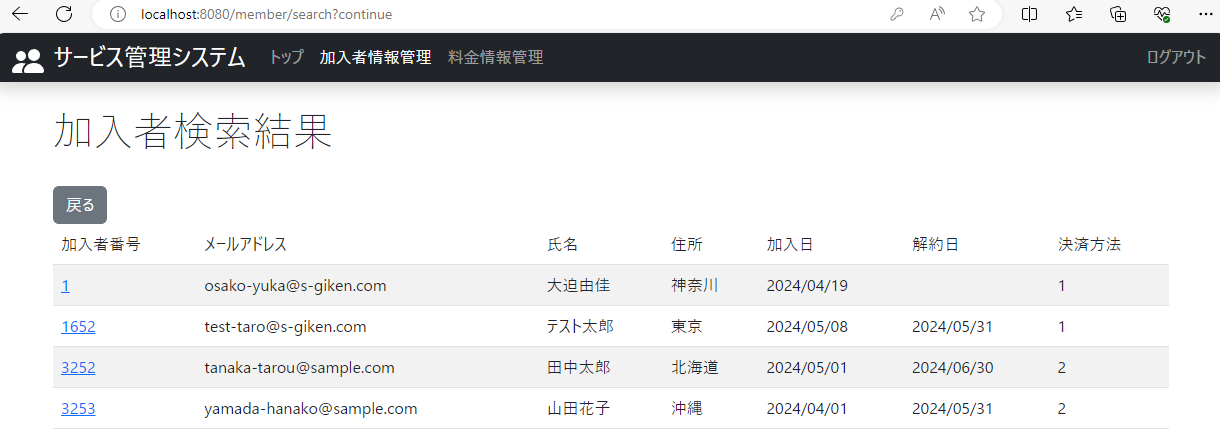 localhost:8080/member/search?continue
サービス管理システム トップ 加入者情報管理 料金情報管理 ログアウト
加入者検索結果
戻る
加入者番号 メールアドレス 氏名 住所 加入日 解約日 決済方法
1 osako-yuka@s-giken.com 大迫由佳 神奈川 2024/04/19 1
1652 test-taro@s-giken.com テスト太郎 東京 2024/05/08 2024/05/31 1
3252 tanaka-tarou@sample.com 田中太郎 北海道 2024/05/01 2024/06/30 2
3253 yamada-hanako@sample.com 山田花子 沖縄 2024/04/01 2024/05/31 2